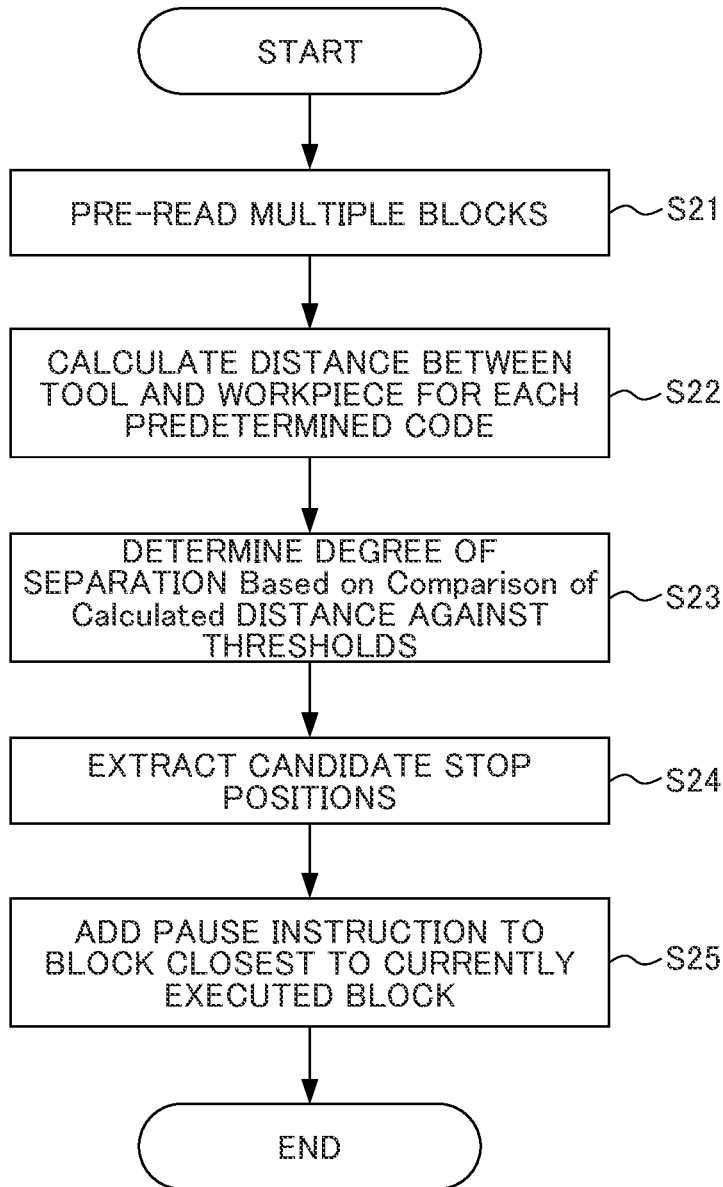 START
PRE-READ MULTIPLE BLOCKS
S21
CALCULATE DISTANCE BETWEEN
TOOL AND WORKPIECE FOR EACH
PREDETERMINED CODE
S22
DETERMINE DEGREE OF
SEPARATION Based on Comparison of
Calculated DISTANCE AGAINST
THRESHOLDS
S23
EXTRACT CANDIDATE STOP
POSITIONS
S24
ADD PAUSE INSTRUCTION TO
BLOCK CLOSEST TO CURRENTLY
EXECUTED BLOCK
S25
END